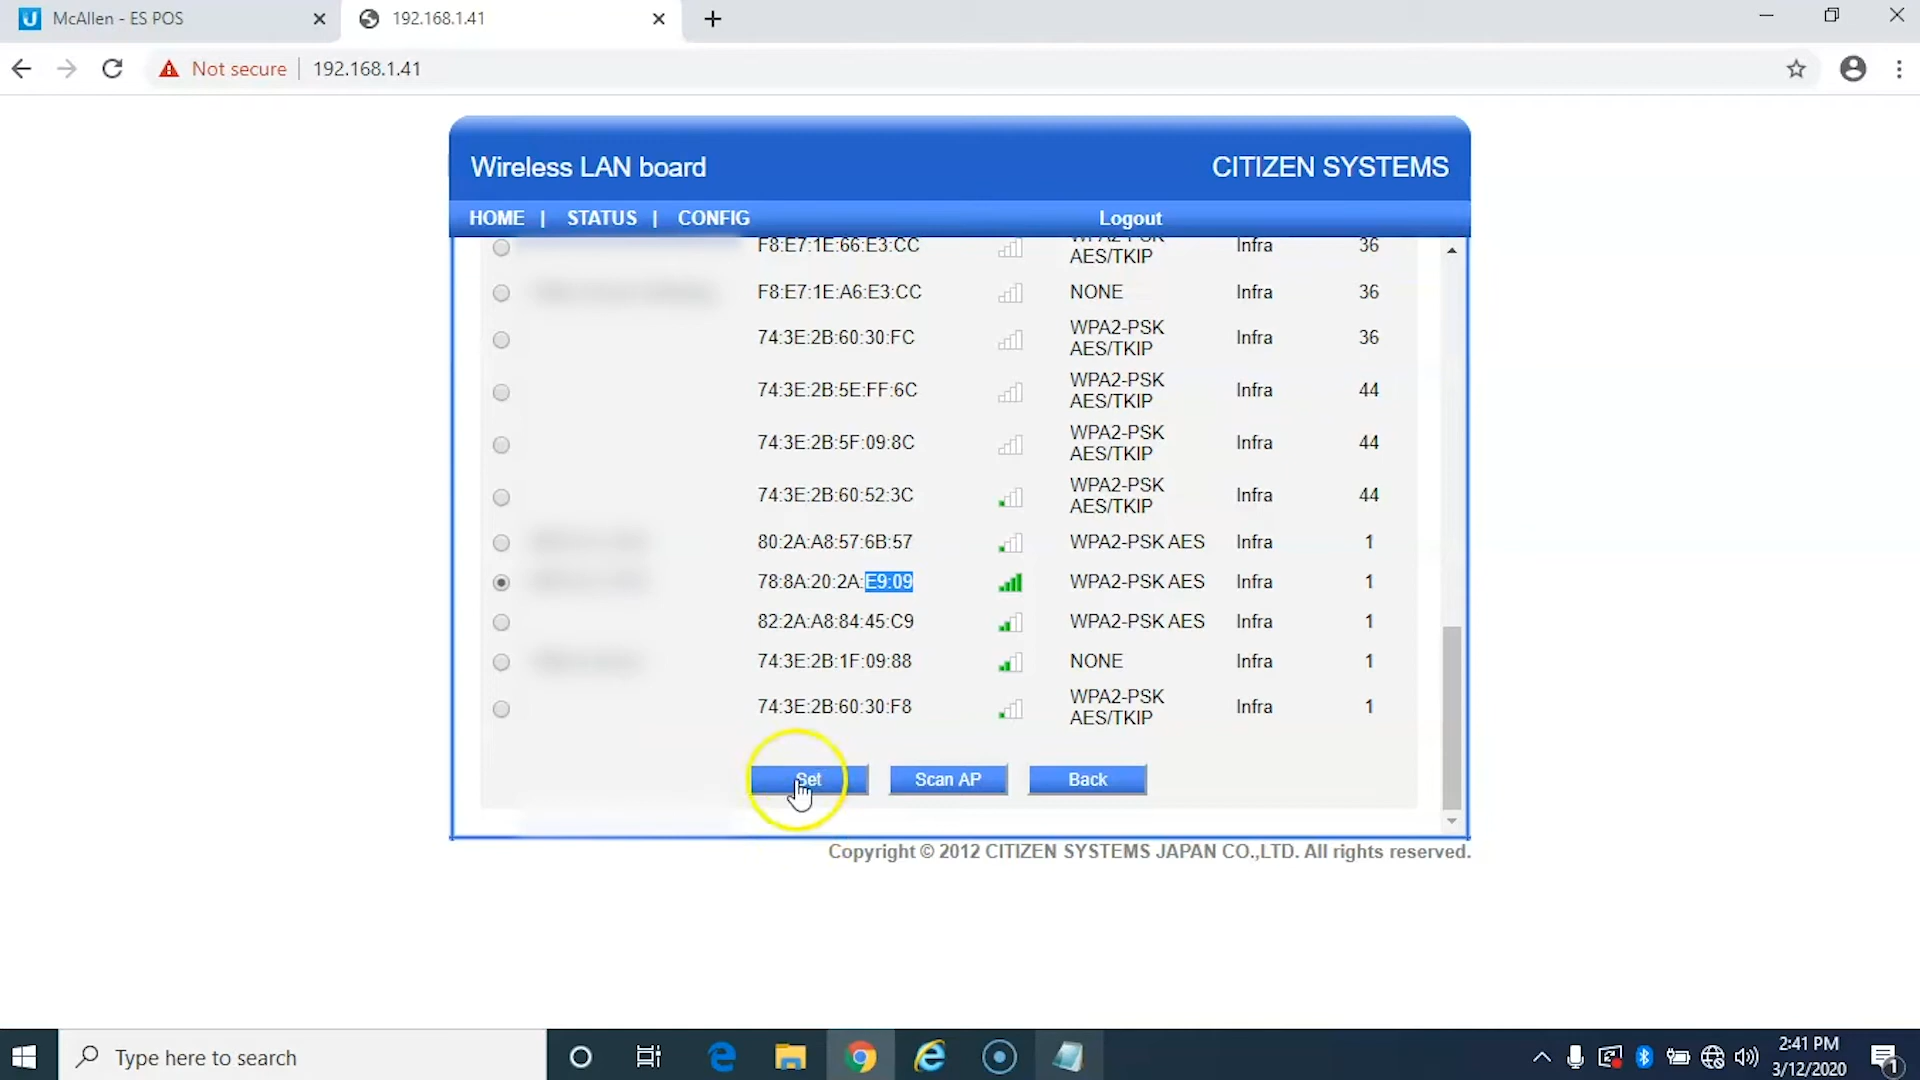 McAllen - ES POS
192.168.1.41
Not secure
192.168.1.41
Wireless LAN board
CITIZEN SYSTEMS
HOME | STATUS | CONFIG
Logout
F8:E7:1E:66:E3:CC WPA2-PSK AES/TKIP Infra 36
F8:E7:1E:A6:E3:CC NONE Infra 36
74:3E:2B:60:30:FC WPA2-PSK AES/TKIP Infra 36
74:3E:2B:5E:FF:6C WPA2-PSK AES/TKIP Infra 44
74:3E:2B:5F:09:8C WPA2-PSK AES/TKIP Infra 44
74:3E:2B:60:52:3C WPA2-PSK AES/TKIP Infra 44
80:2A:A8:57:6B:57 WPA2-PSK AES Infra 1
78:8A:20:2A:E9:09 WPA2-PSK AES Infra 1
82:2A:A8:84:45:C9 WPA2-PSK AES Infra 1
74:3E:2B:1F:09:88 NONE Infra 1
74:3E:2B:60:30:F8 WPA2-PSK AES/TKIP Infra 1
Set
Scan AP
Back
Copyright © 2012 CITIZEN SYSTEMS JAPAN CO.,LTD. All rights reserved.
Type here to search
2:41 PM
3/12/2020
1